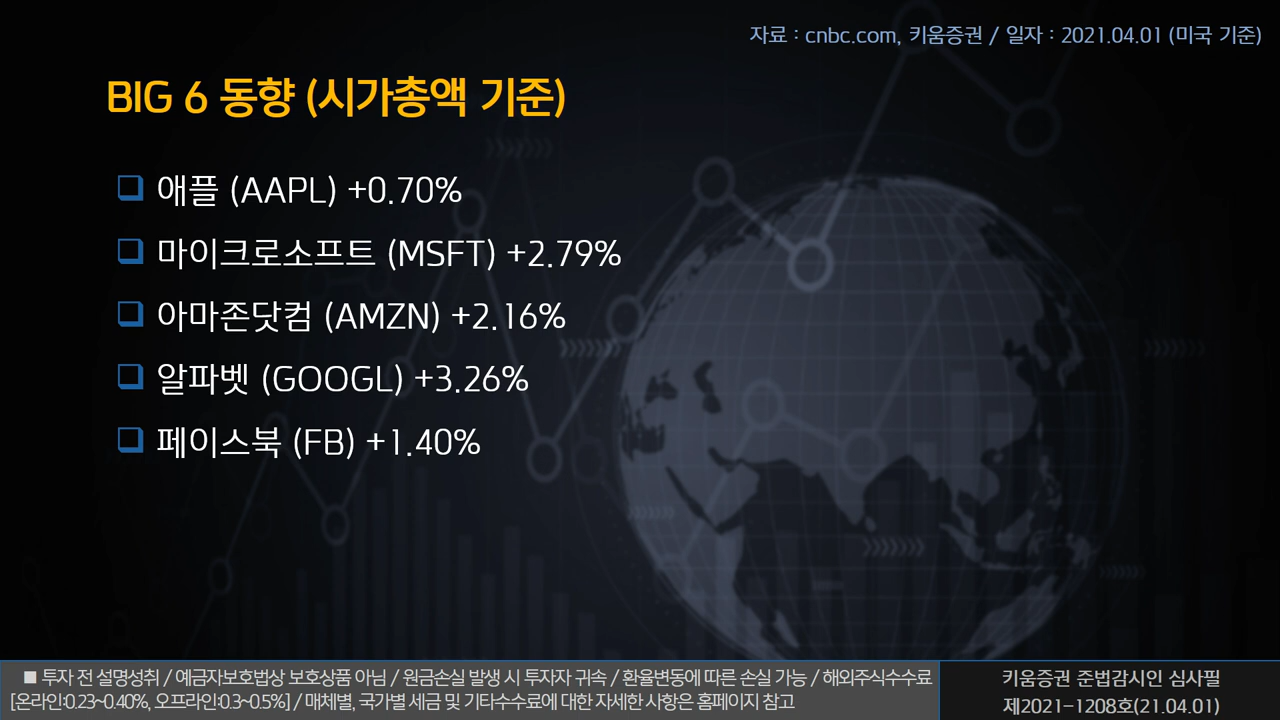 자료 : cnbc.com, 키움증권 / 일자 : 2021.04.01 (미국 기준)
BIG 6 동향 (시가총액 기준)
애플 (AAPL) +0.70%
마이크로소프트 (MSFT) +2.79%
아마존닷컴 (AMZN) +2.16%
알파벳 (GOOGL) +3.26%
페이스북 (FB) +1.40%
■ 투자 전 설명성취 / 예금자보호법상 보호상품 아님 / 원금손실 발생 시 투자자 귀속 / 환율변동에 따른 손실 가능 / 해외주식수수료
[온라인:0.23~0.40%, 오프라인:0.3~0.5%] / 매체별, 국가별 세금 및 기타수수료에 대한 자세한 사항은 홈페이지 참고
키움증권 준법감시인 심사필
제2021-1208호(21.04.01)